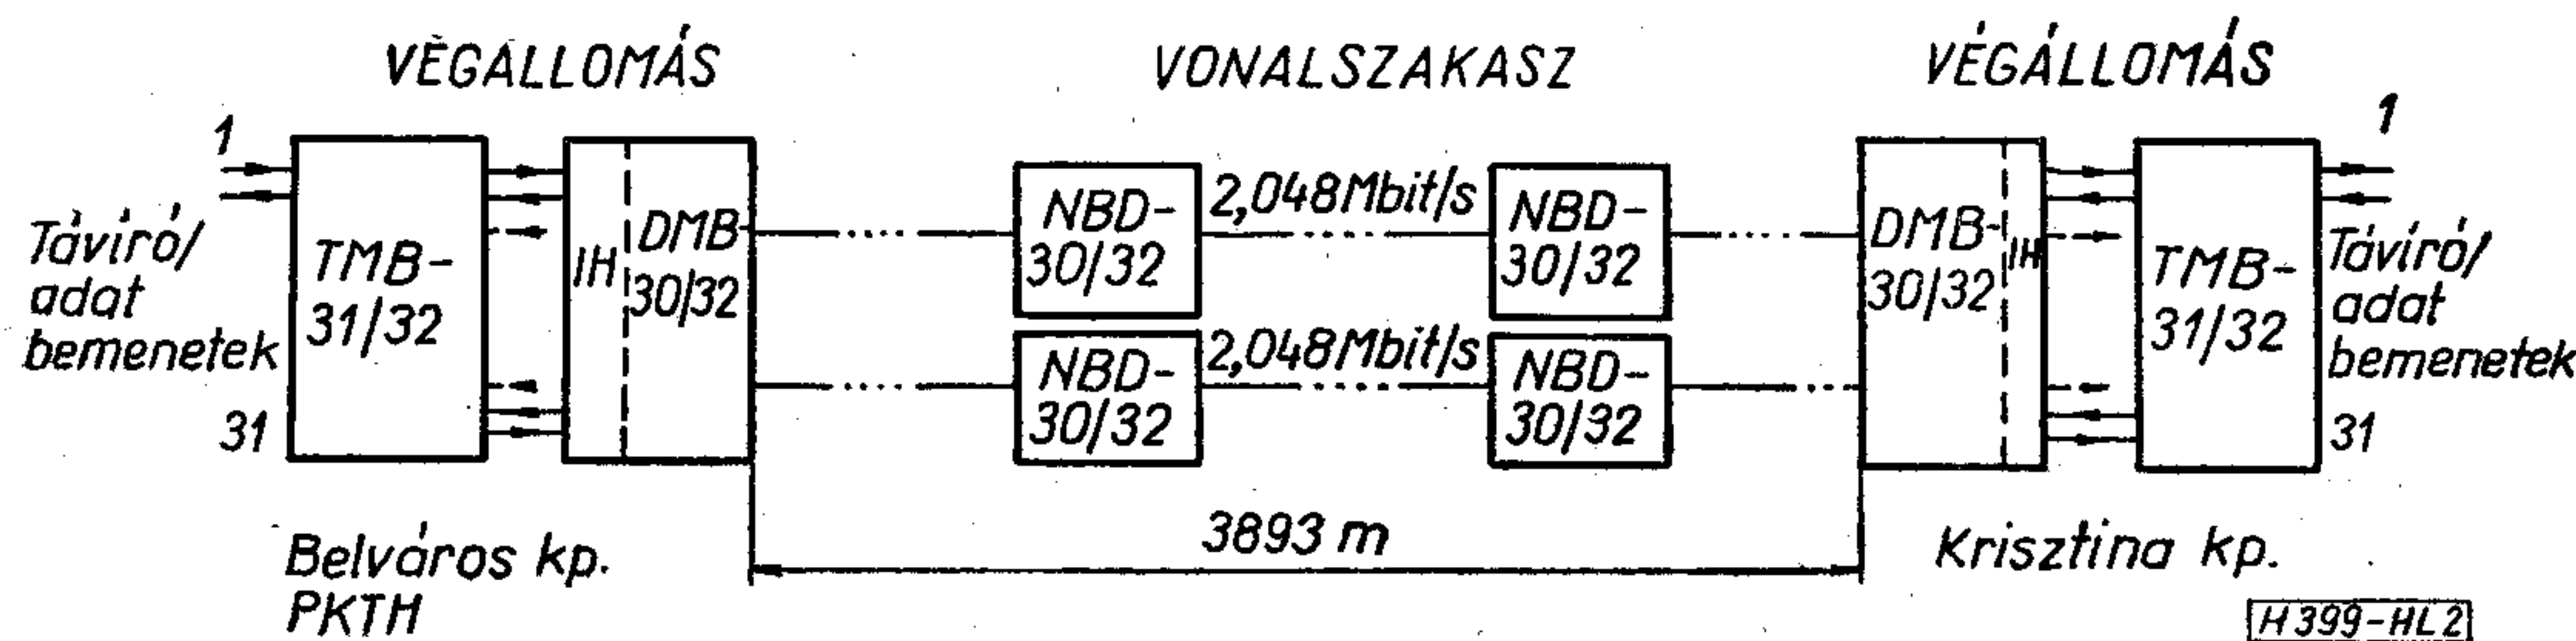 VÉGÁLLOMÁS
VONALSZAKASZ
VÉGÁLLOMÁS
1
Távíró/
adat
bemenetek
31
TMB-
31/32
IH
DMB-
30/32
NBD-
30/32
2,048Mbit/s
NBD-
30/32
NBD-
30/32
2,048Mbit/s
NBD-
30/32
DMB-
30/32
IH
TMB-
31/32
1
Távíró/
adat
bemenetek
31
3893 m
Belváros kp.
PKTH
Krisztina kp.
H399-HL2